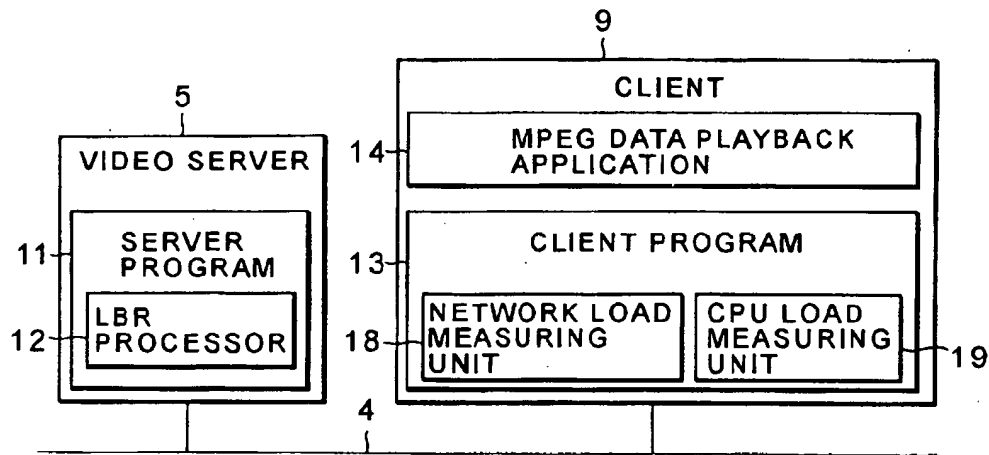 9
CLIENT
5
14
MPEG DATA PLAYBACK
APPLICATION
VIDEO SERVER
11
SERVER
PROGRAM
13
CLIENT PROGRAM
12
LBR
PROCESSOR
18
NETWORK LOAD
MEASURING
UNIT
CPU LOAD
MEASURING
UNIT
19
4